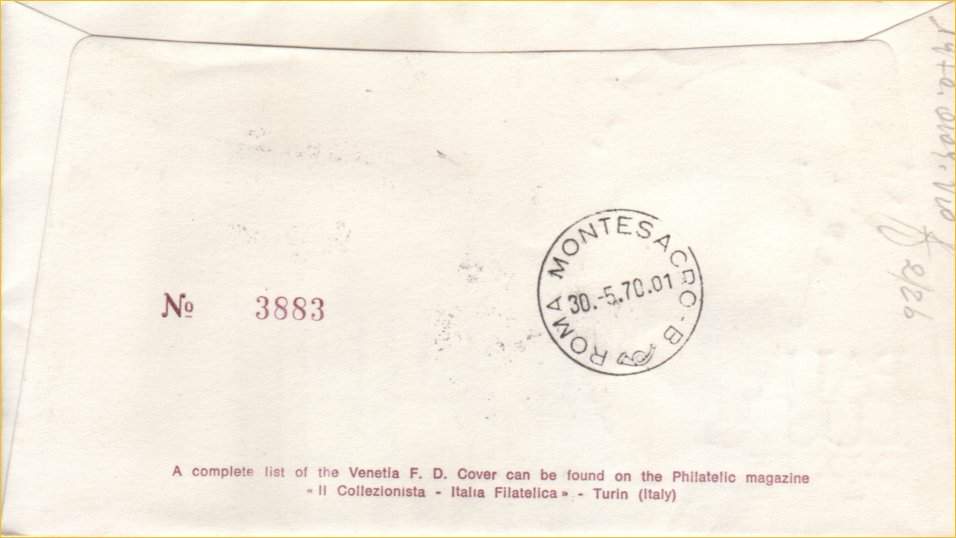 ROMA MONTESACRO - B
30.-5.70.01
No 3883
A complete list of the Venetia F. D. Cover can be found on the Philatelic magazine
« Il Collezionista - Italia Filatelica » - Turin (Italy)